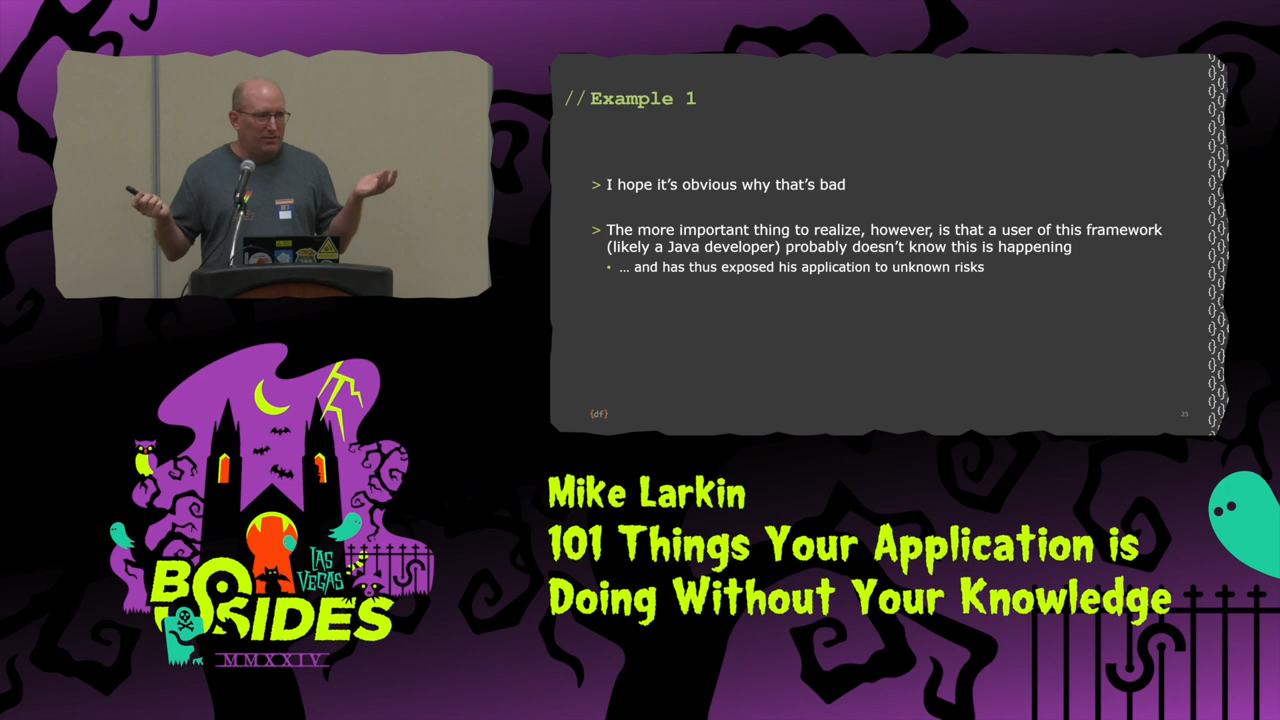 // Example 1
> I hope it's obvious why that's bad
> The more important thing to realize, however, is that a user of this framework
(likely a Java developer) probably doesn't know this is happening
• … and has thus exposed his application to unknown risks
{df}
25
Mike Larkin
101 Things Your Application is
Doing Without Your Knowledge
LAS
VEGAS
BSIDES
MMXXIV